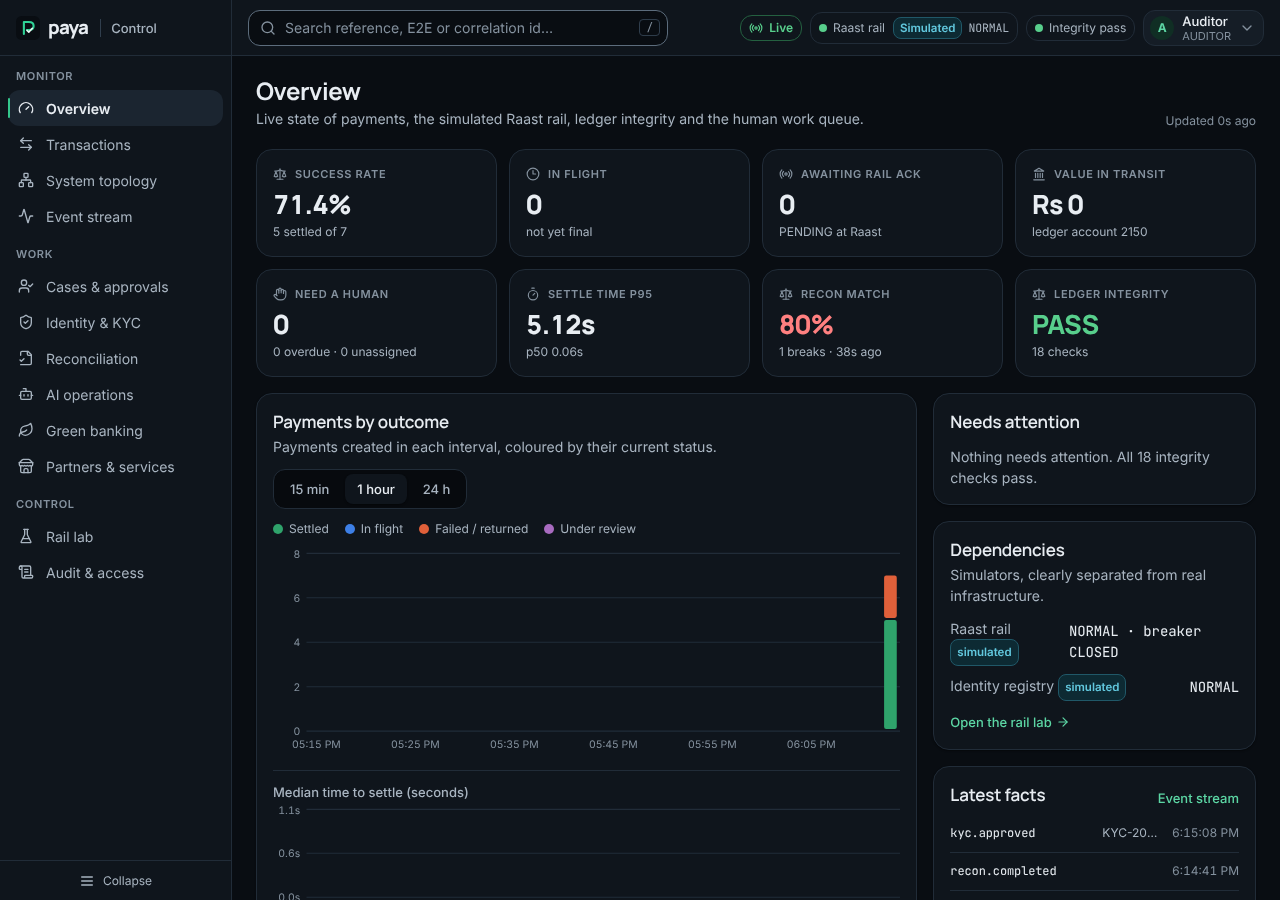 paya
Control
Search reference, E2E or correlation id...
/
Live
Raast rail
Simulated
NORMAL
Integrity pass
A
Auditor
AUDITOR
MONITOR
Overview
Transactions
System topology
Event stream
WORK
Cases & approvals
Identity & KYC
Reconciliation
AI operations
Green banking
Partners & services
CONTROL
Rail lab
Audit & access
Collapse
Overview
Live state of payments, the simulated Raast rail, ledger integrity and the human work queue.
Updated 0s ago
SUCCESS RATE
71.4%
5 settled of 7
IN FLIGHT
0
not yet final
AWAITING RAIL ACK
0
PENDING at Raast
VALUE IN TRANSIT
Rs 0
ledger account 2150
NEED A HUMAN
0
0 overdue · 0 unassigned
SETTLE TIME P95
5.12s
p50 0.06s
RECON MATCH
80%
1 breaks · 38s ago
LEDGER INTEGRITY
PASS
18 checks
Payments by outcome
Payments created in each interval, coloured by their current status.
15 min
1 hour
24 h
Settled
In flight
Failed / returned
Under review
8
6
4
2
0
05:15 PM
05:25 PM
05:35 PM
05:45 PM
05:55 PM
06:05 PM
Median time to settle (seconds)
1.1s
0.6s
0.0s
Needs attention
Nothing needs attention. All 18 integrity
checks pass.
Dependencies
Simulators, clearly separated from real
infrastructure.
Raast rail
simulated
NORMAL · breaker
CLOSED
Identity registry
simulated
NORMAL
Open the rail lab →
Latest facts
Event stream
kyc.approved
KYC-20...
6:15:08 PM
recon.completed
6:14:41 PM